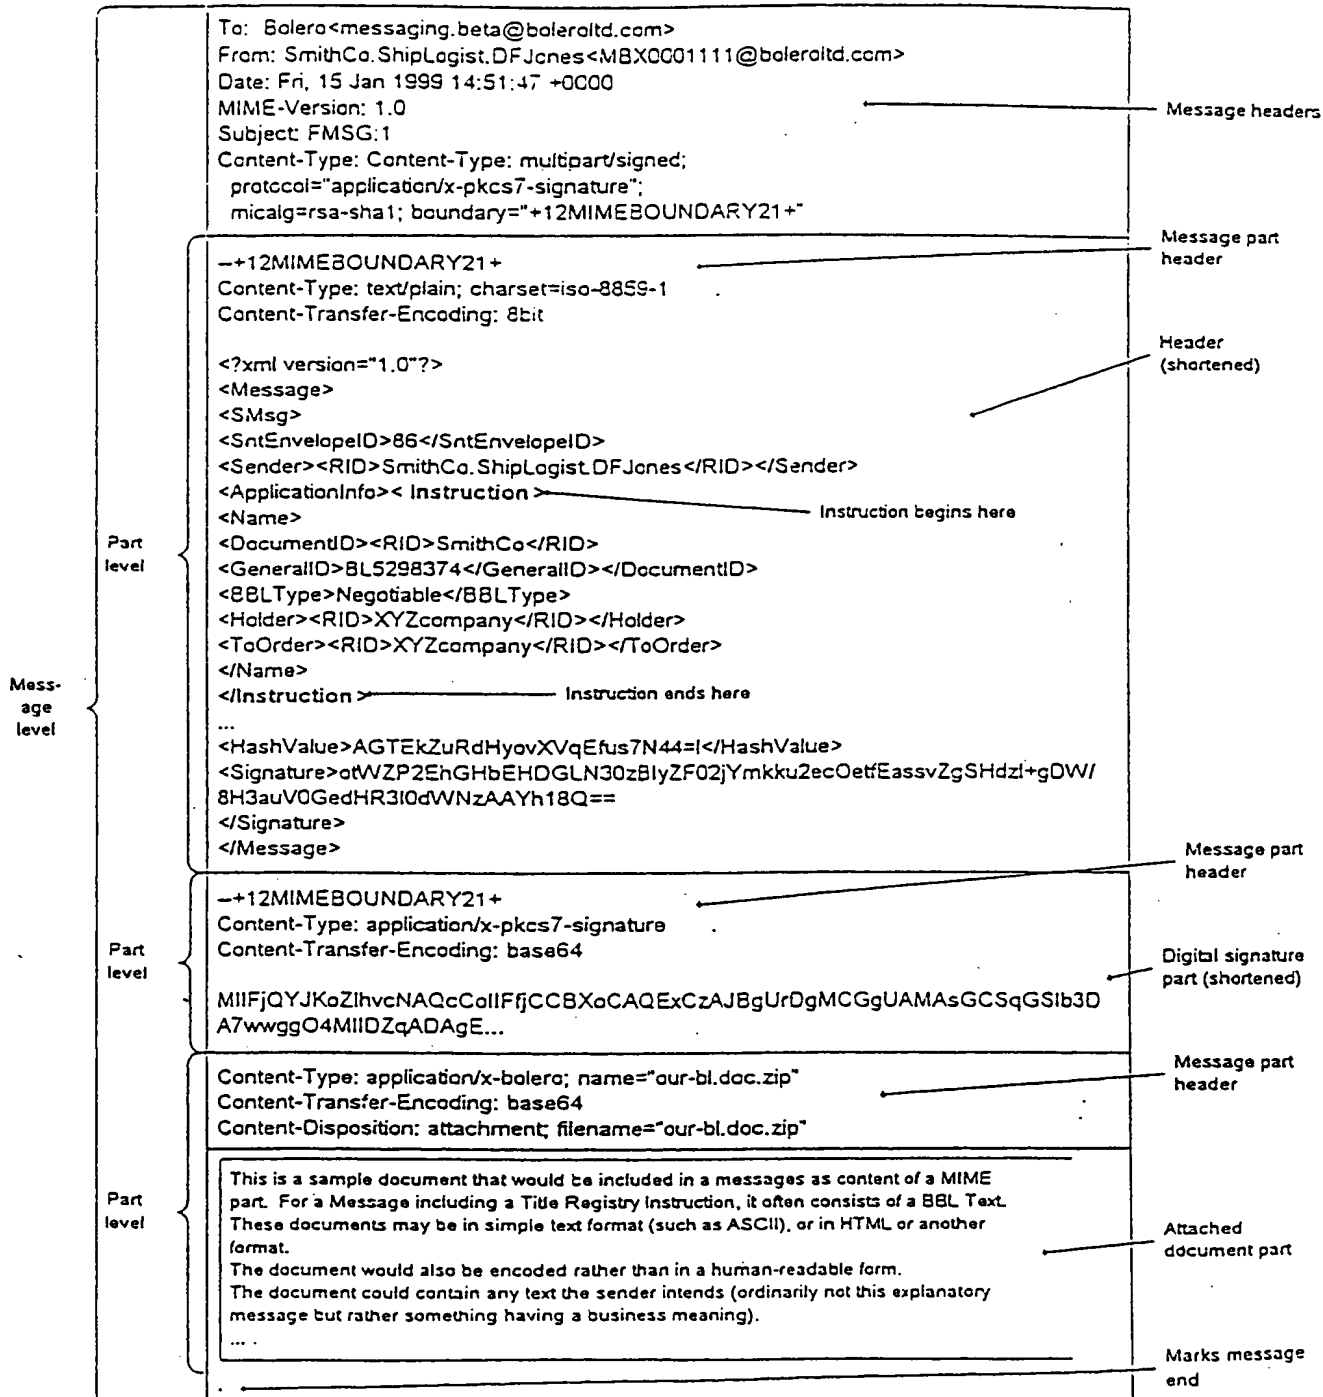 To: Bolero<messaging.beta@boleroltd.com>
From: SmithCo.ShipLogist.DFJones<MBX0001111@boleroltd.com>
Date: Fri, 15 Jan 1999 14:51:47 +0000
MIME-Version: 1.0
Message headers
Subject: FMSG:1
Content-Type: Content-Type: multipart/signed;
protocol="application/x-pkcs7-signature";
micalg=rsa-sha1; boundary="+12MIMEBOUNDARY21+"
Message part
header
--+12MIMEBOUNDARY21+
Content-Type: text/plain; charset=iso-8859-1
Content-Transfer-Encoding: 8bit
Header
(shortened)
<?xml version="1.0"?>
<Message>
<SMsg>
<SntEnvelopeID>86</SntEnvelopeID>
<Sender><RID>SmithCo.ShipLogist.DFJones</RID></Sender>
<ApplicationInfo>< Instruction >
Instruction begins here
<Name>
Part
level
<DocumentID><RID>SmithCo</RID>
<GeneralID>BL5298374</GeneralID></DocumentID>
<BBLType>Negotiable</BBLType>
<Holder><RID>XYZcompany</RID></Holder>
<ToOrder><RID>XYZcompany</RID></ToOrder>
</Name>
Mess-
age
level
</Instruction >
Instruction ends here
...
<HashValue>AGTEkZuRdHyovXVqEfus7N44=I</HashValue>
<Signature>otWZP2EhGHbEHDGLN30zBIyZF02jYmkku2ecOetfEassvZgSHdzI+gDW/
8H3auV0GedHR3I0dWNzAAYh18Q==
</Signature>
</Message>
Message part
header
--+12MIMEBOUNDARY21+
Content-Type: application/x-pkcs7-signature
Content-Transfer-Encoding: base64
Part
level
Digital signature
part (shortened)
MIIFjQYJKoZIhvcNAQcCoIIFfjCCBXoCAQExCzAJBgUrDgMCGgUAMAsGCSqGSIb3D
A7wwggO4MIIDZqADAgE...
Message part
header
Content-Type: application/x-bolero; name="our-bl.doc.zip"
Content-Transfer-Encoding: base64
Content-Disposition: attachment; filename="our-bl.doc.zip"
This is a sample document that would be included in a messages as content of a MIME
part. For a Message including a Title Registry Instruction, it often consists of a BBL Text.
Part
level
These documents may be in simple text format (such as ASCII), or in HTML or another
format.
Attached
document part
The document would also be encoded rather than in a human-readable form.
The document could contain any text the sender intends (ordinarily not this explanatory
message but rather something having a business meaning).
... .
Marks message
end
.